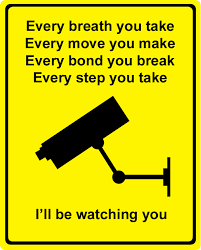 Every breath you take
Every move you make
Every bond you break
Every step you take
I'll be watching you